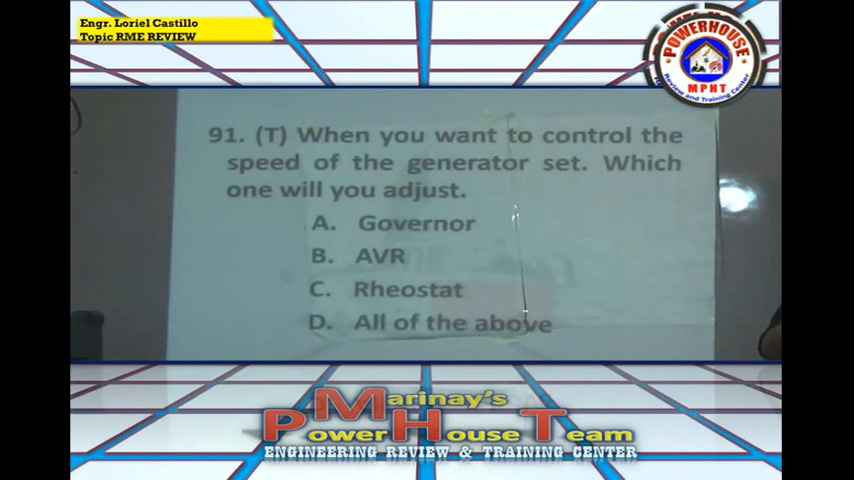 Engr. Loriel Castillo
Topic RME REVIEW
POWERHOUSE
MPHT
Review and Training Center
91. (T) When you want to control the
speed of the generator set. Which
one will you adjust.
A. Governor
B. AVR
C. Rheostat
D. All of the above
Marinay's
PowerHouse Team
ENGINEERING REVIEW & TRAINING CENTER